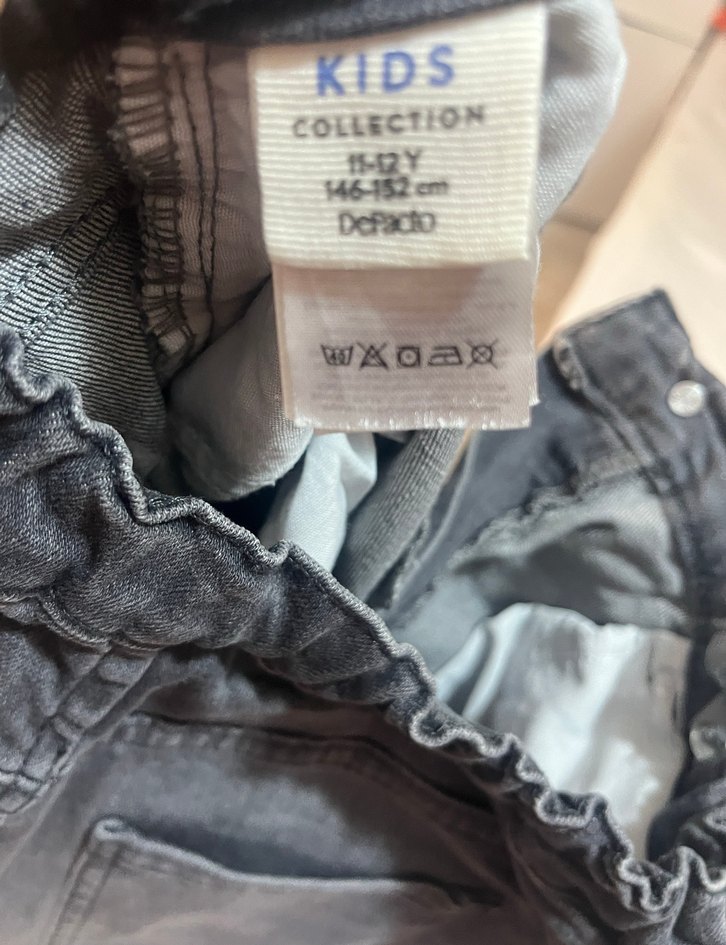 KIDS
COLLECTION
11-12 Y
146-152 cm
DeFacto